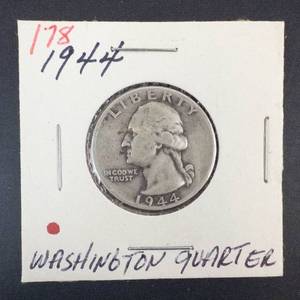 178
1944
LIBERTY
IN GOD WE
TRUST
1944
WASHINGTON QUARTER